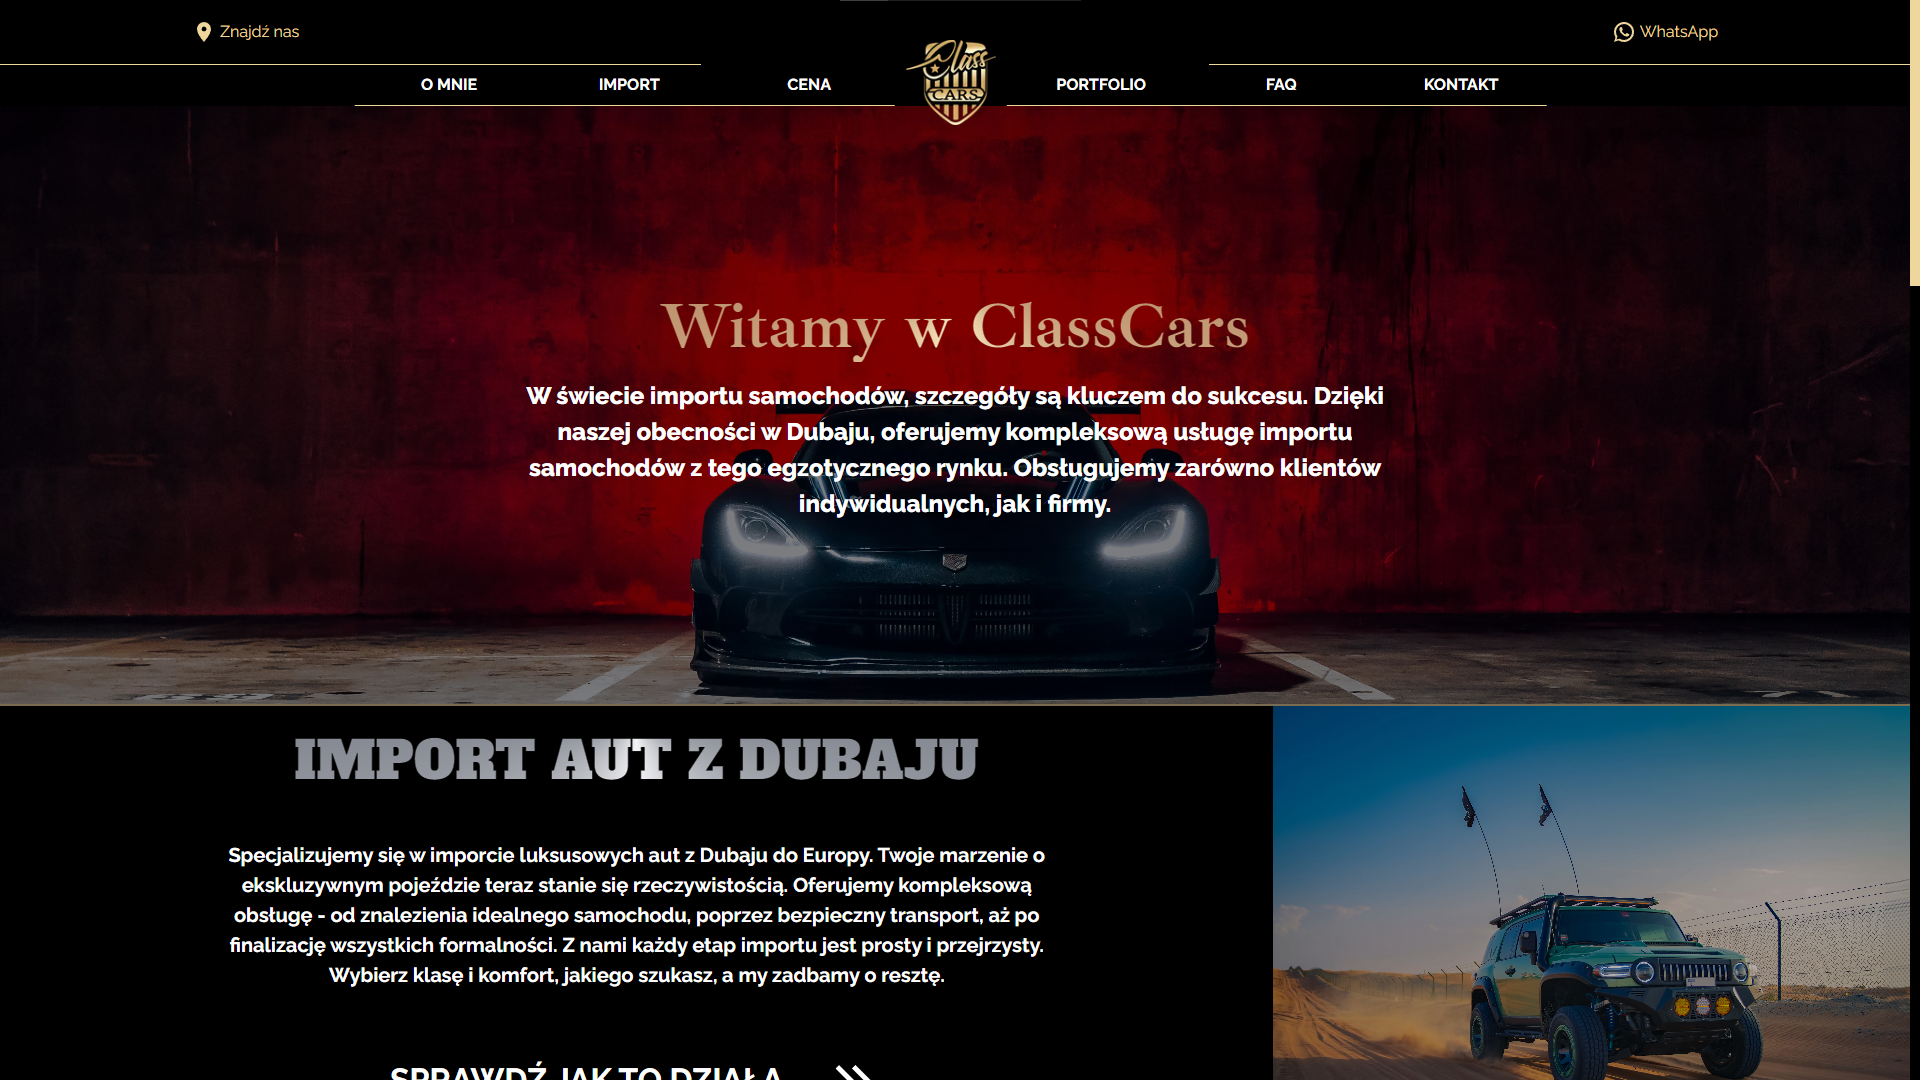 Znajdź nas
WhatsApp
O MNIE
IMPORT
CENA
Class
CARS
PORTFOLIO
FAQ
KONTAKT
Witamy w ClassCars
W świecie importu samochodów, szczegóły są kluczem do sukcesu. Dzięki
naszej obecności w Dubaju, oferujemy kompleksową usługę importu
samochodów z tego egzotycznego rynku. Obsługujemy zarówno klientów
indywidualnych, jak i firmy.
IMPORT AUT Z DUBAJU
Specjalizujemy się w imporcie luksusowych aut z Dubaju do Europy. Twoje marzenie o
ekskluzywnym pojeździe teraz stanie się rzeczywistością. Oferujemy kompleksową
obsługę - od znalezienia idealnego samochodu, poprzez bezpieczny transport, aż po
finalizację wszystkich formalności. Z nami każdy etap importu jest prosty i przejrzysty.
Wybierz klasę i komfort, jakiego szukasz, a my zadbamy o resztę.
SPRAWDŹ JAK TO DZIAŁA